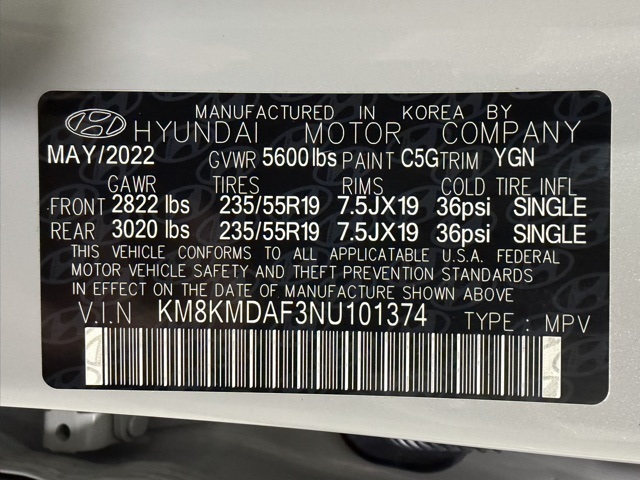 MANUFACTURED IN KOREA BY
HYUNDAI MOTOR COMPANY
MAY/2022 GVWR 5600 lbs PAINT C5G TRIM YGN
GAWR TIRES RIMS COLD TIRE INFL
FRONT 2822 lbs 235/55R19 7.5JX19 36psi SINGLE
REAR 3020 lbs 235/55R19 7.5JX19 36psi SINGLE
THIS VEHICLE CONFORMS TO ALL APPLICATABLE U.S.A. FEDERAL
MOTOR VEHICLE SAFETY AND THEFT PREVENTION STANDARDS
IN EFFECT ON THE DATE OF MANUFACTURE SHOWN ABOVE
V.I.N KM8KMDAF3NU101374 TYPE : MPV